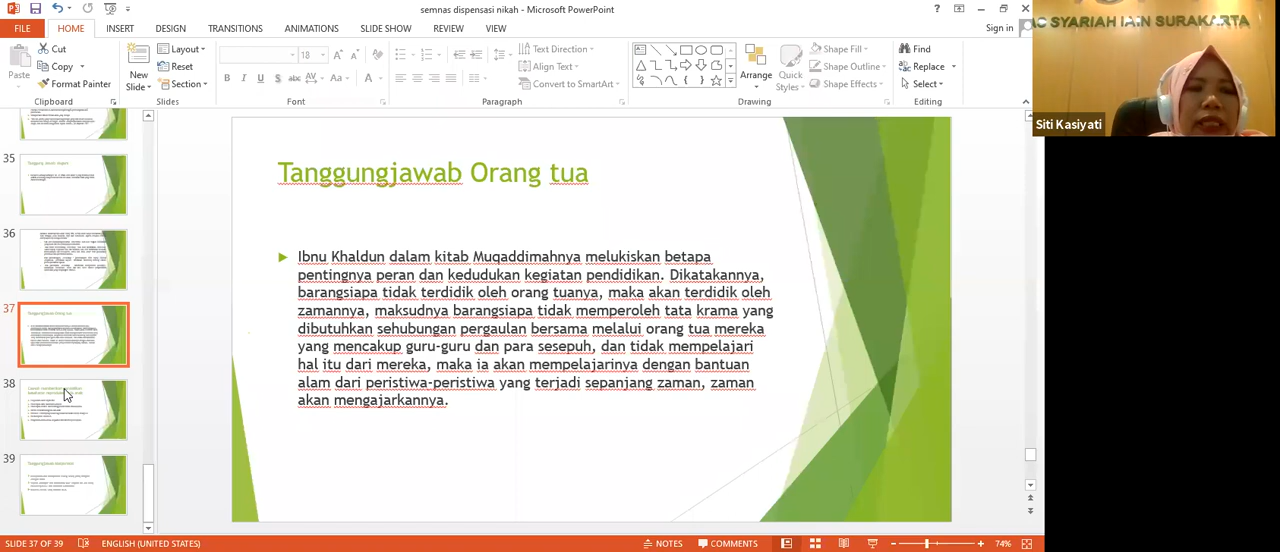 semnas dispensasi nikah - Microsoft PowerPoint
Sign in
FILE HOME INSERT DESIGN TRANSITIONS ANIMATIONS SLIDE SHOW REVIEW VIEW
Paste
Cut
Copy
Format Painter
Clipboard
New
Slide
Layout
Reset
Section
Slides
18
B I U S abc AV Aa A
Font
Text Direction
Align Text
Convert to SmartArt
Paragraph
Arrange
Quick
Styles
Shape Fill
Shape Outline
Shape Effects
Drawing
Find
Replace
Select
Editing
SYARIAH IAIN SURAKARTA
Siti Kasiyati
35
36
37
38
39
Tanggungjawab Orang tua
Ibnu Khaldun dalam kitab Muqaddimahnya melukiskan betapa
pentingnya peran dan kedudukan kegiatan pendidikan. Dikatakannya,
barangsiapa tidak terdidik oleh orang tuanya, maka akan terdidik oleh
zamannya, maksudnya barangsiapa tidak memperoleh tata krama yang
dibutuhkan sehubungan pergaulan bersama melalui orang tua mereka
yang mencakup guru-guru dan para sesepuh, dan tidak mempelajari
hal itu dari mereka, maka ia akan mempelajarinya dengan bantuan
alam dari peristiwa-peristiwa yang terjadi sepanjang zaman, zaman
akan mengajarkannya.
SLIDE 37 OF 39 ENGLISH (UNITED STATES) NOTES COMMENTS 74%